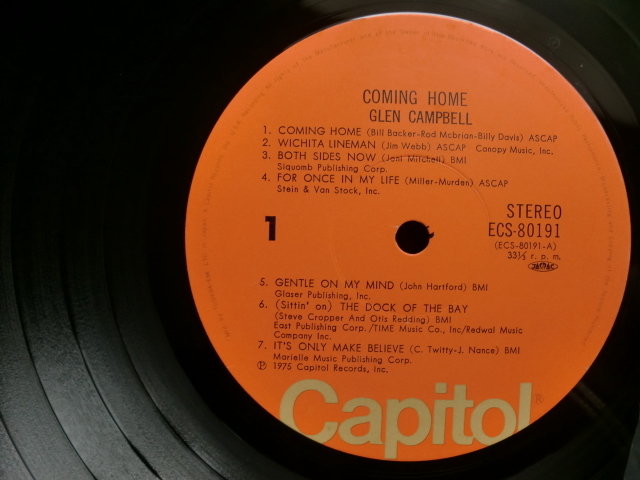 COMING HOME
GLEN CAMPBELL
1. COMING HOME (Bill Backer-Rod Mcbrian-Billy Davis) ASCAP
2. WICHITA LINEMAN (Jim Webb) ASCAP Canopy Music, Inc.
3. BOTH SIDES NOW (Joni Mitchell) BMI
Siquomb Publishing Corp.
4. FOR ONCE IN MY LIFE (Miller-Murden) ASCAP
Stein & Van Stock, Inc.
STEREO
1 ECS-80191
(ECS-80191-A)
33⅓ r. p. m.
5. GENTLE ON MY MIND (John Hartford) BMI
Glaser Publishing, Inc.
6. (Sittin' on) THE DOCK OF THE BAY
(Steve Cropper And Otis Redding) BMI
East Publishing Corp./TIME Music Co., Inc/Redwal Music
Company Inc.
7. IT'S ONLY MAKE BELIEVE (C. Twitty-J. Nance) BMI
Marielle Music Publishing Corp.
℗ 1975 Capitol Records, Inc.
Capitol®